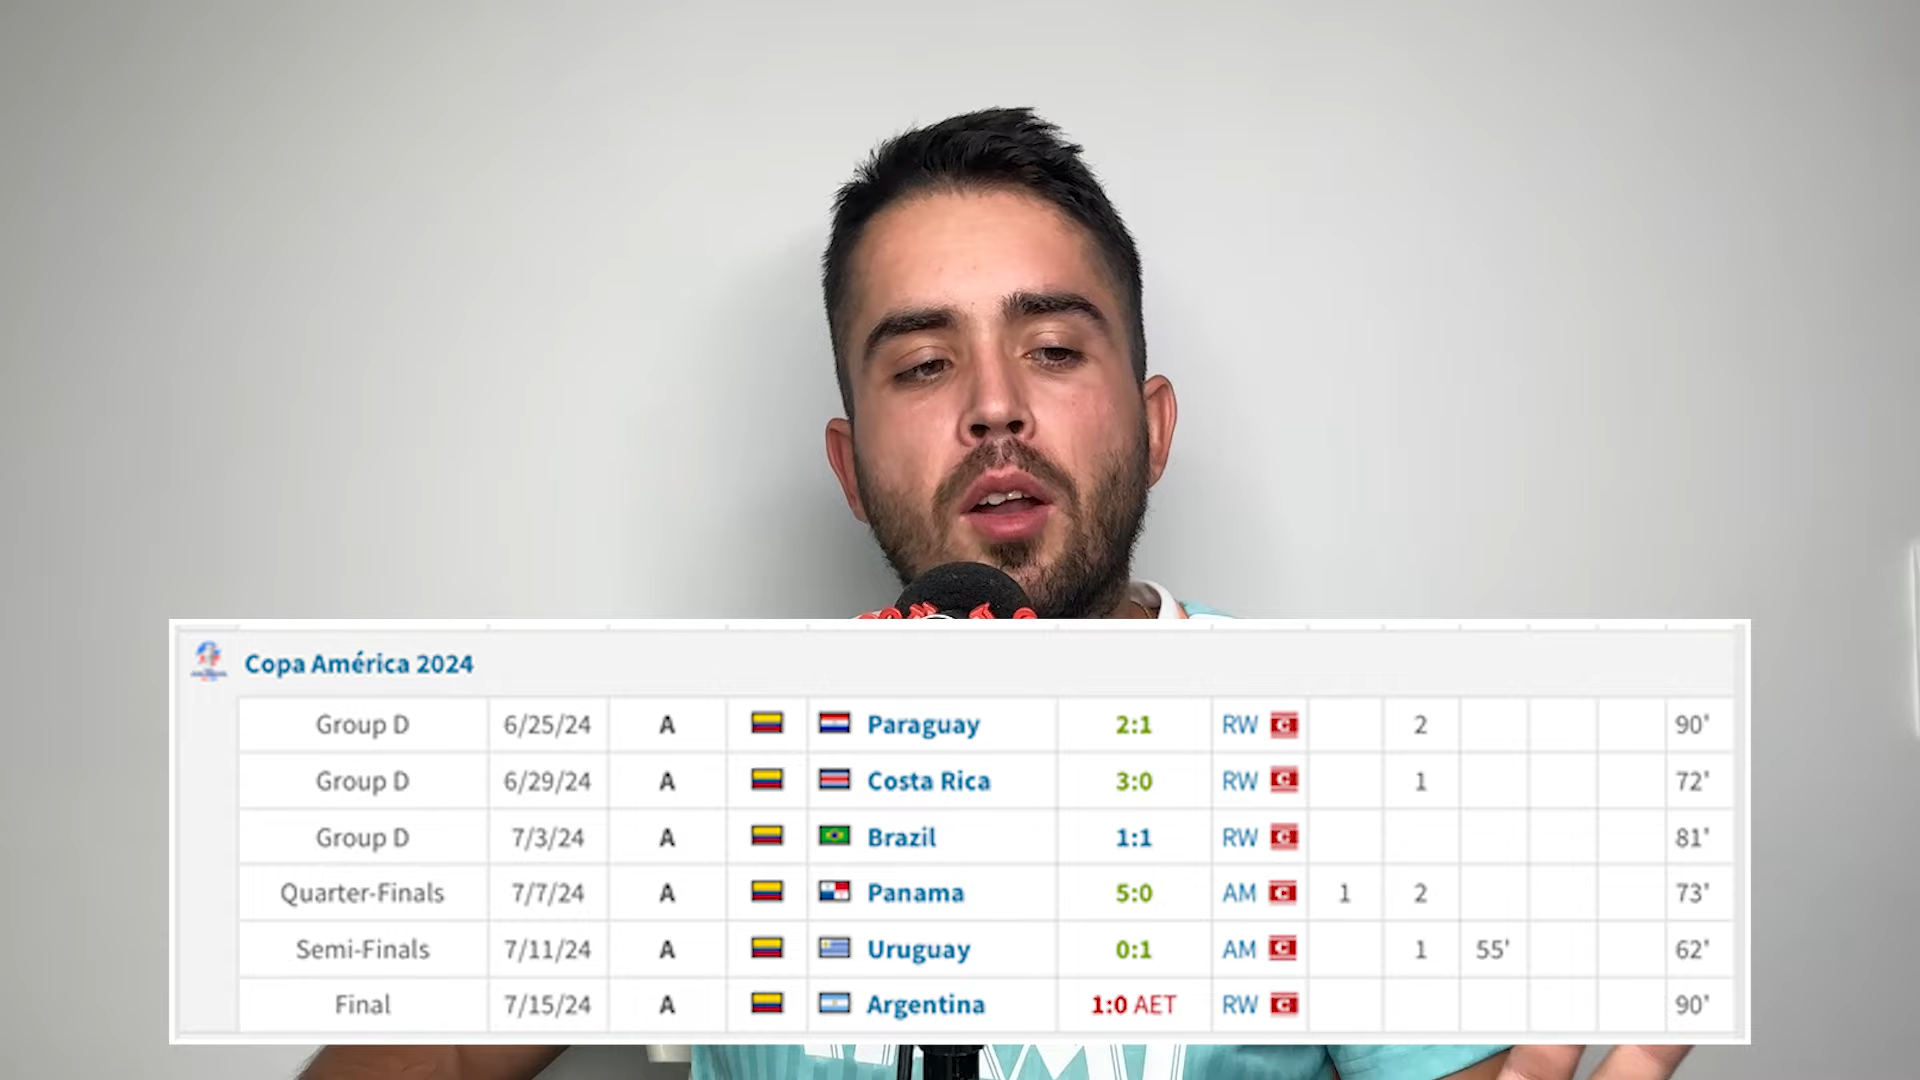 Copa América 2024
Group D 6/25/24 A Paraguay 2:1 RW C 2 90'
Group D 6/29/24 A Costa Rica 3:0 RW C 1 72'
Group D 7/3/24 A Brazil 1:1 RW C 81'
Quarter-Finals 7/7/24 A Panama 5:0 AM C 1 2 73'
Semi-Finals 7/11/24 A Uruguay 0:1 AM C 1 55' 62'
Final 7/15/24 A Argentina 1:0 AET RW C 90'